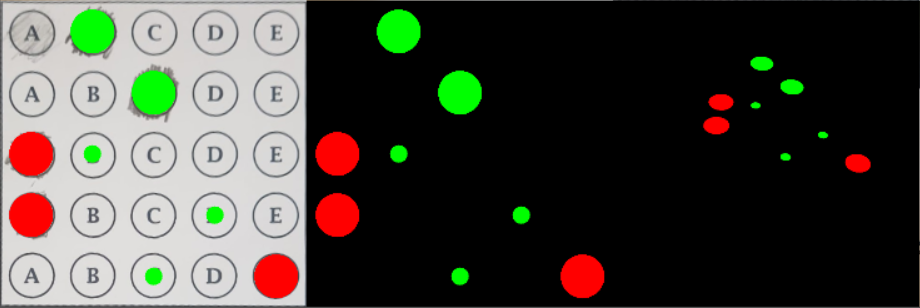 A C D E
A B D E
C D E
B C E
A B D